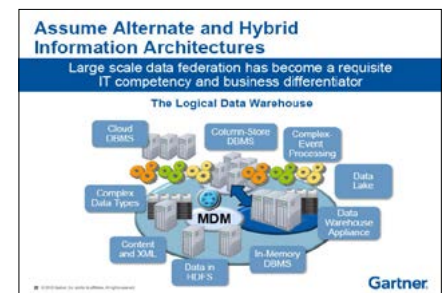 Assume Alternate and Hybrid
Information Architectures
Large scale data federation has become a requisite
IT competency and business differentiator
The Logical Data Warehouse
Cloud
DBMS
Column-Store
DBMS
Complex-
Event
Processing
Data
Lake
Complex
Data Types
MDM
Data
Warehouse
Appliance
Content
and XML
Data in
HDFS
In-Memory
DBMS
Gartner